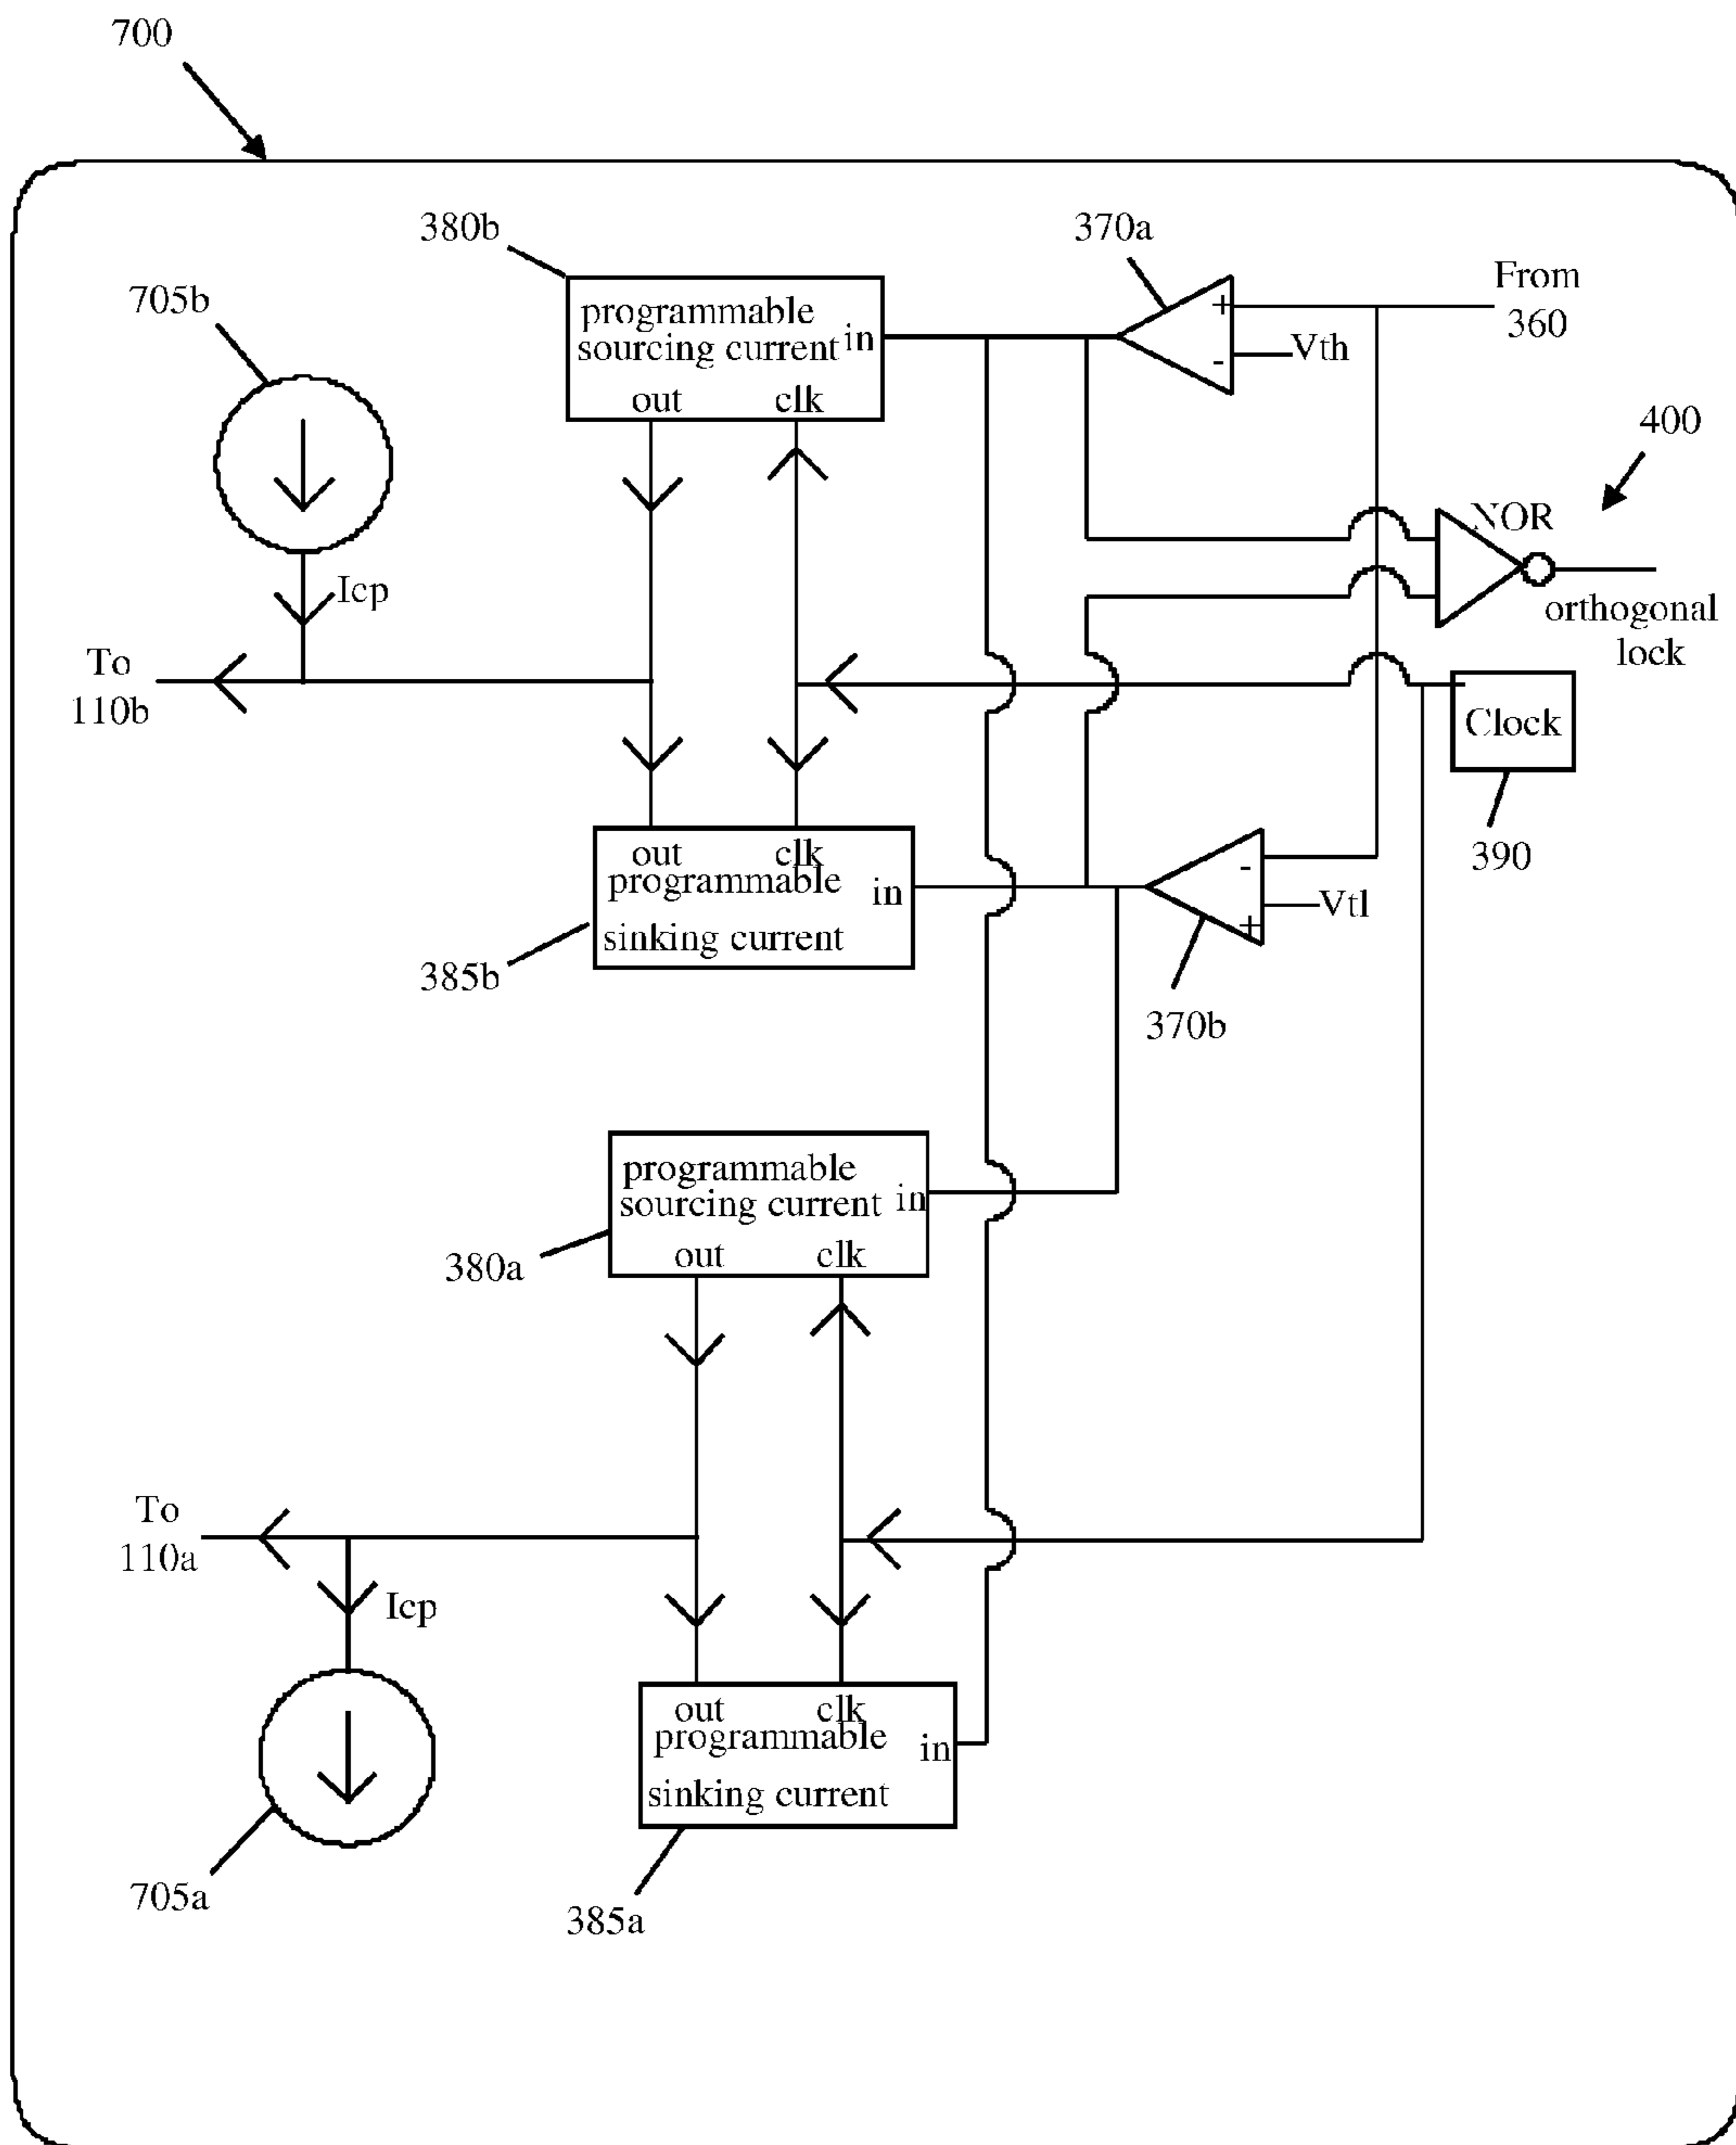 700
380b
370a
From
360
705b
programmable
sourcing current
in
out
clk
+
-
Vth
400
NOR
Icp
orthogonal
lock
To
110b
Clock
390
out
clk
programmable
in
sinking current
385b
-
+
Vtl
370b
programmable
sourcing current
in
out
clk
380a
To
110a
Icp
out
clk
programmable
in
sinking current
705a
385a